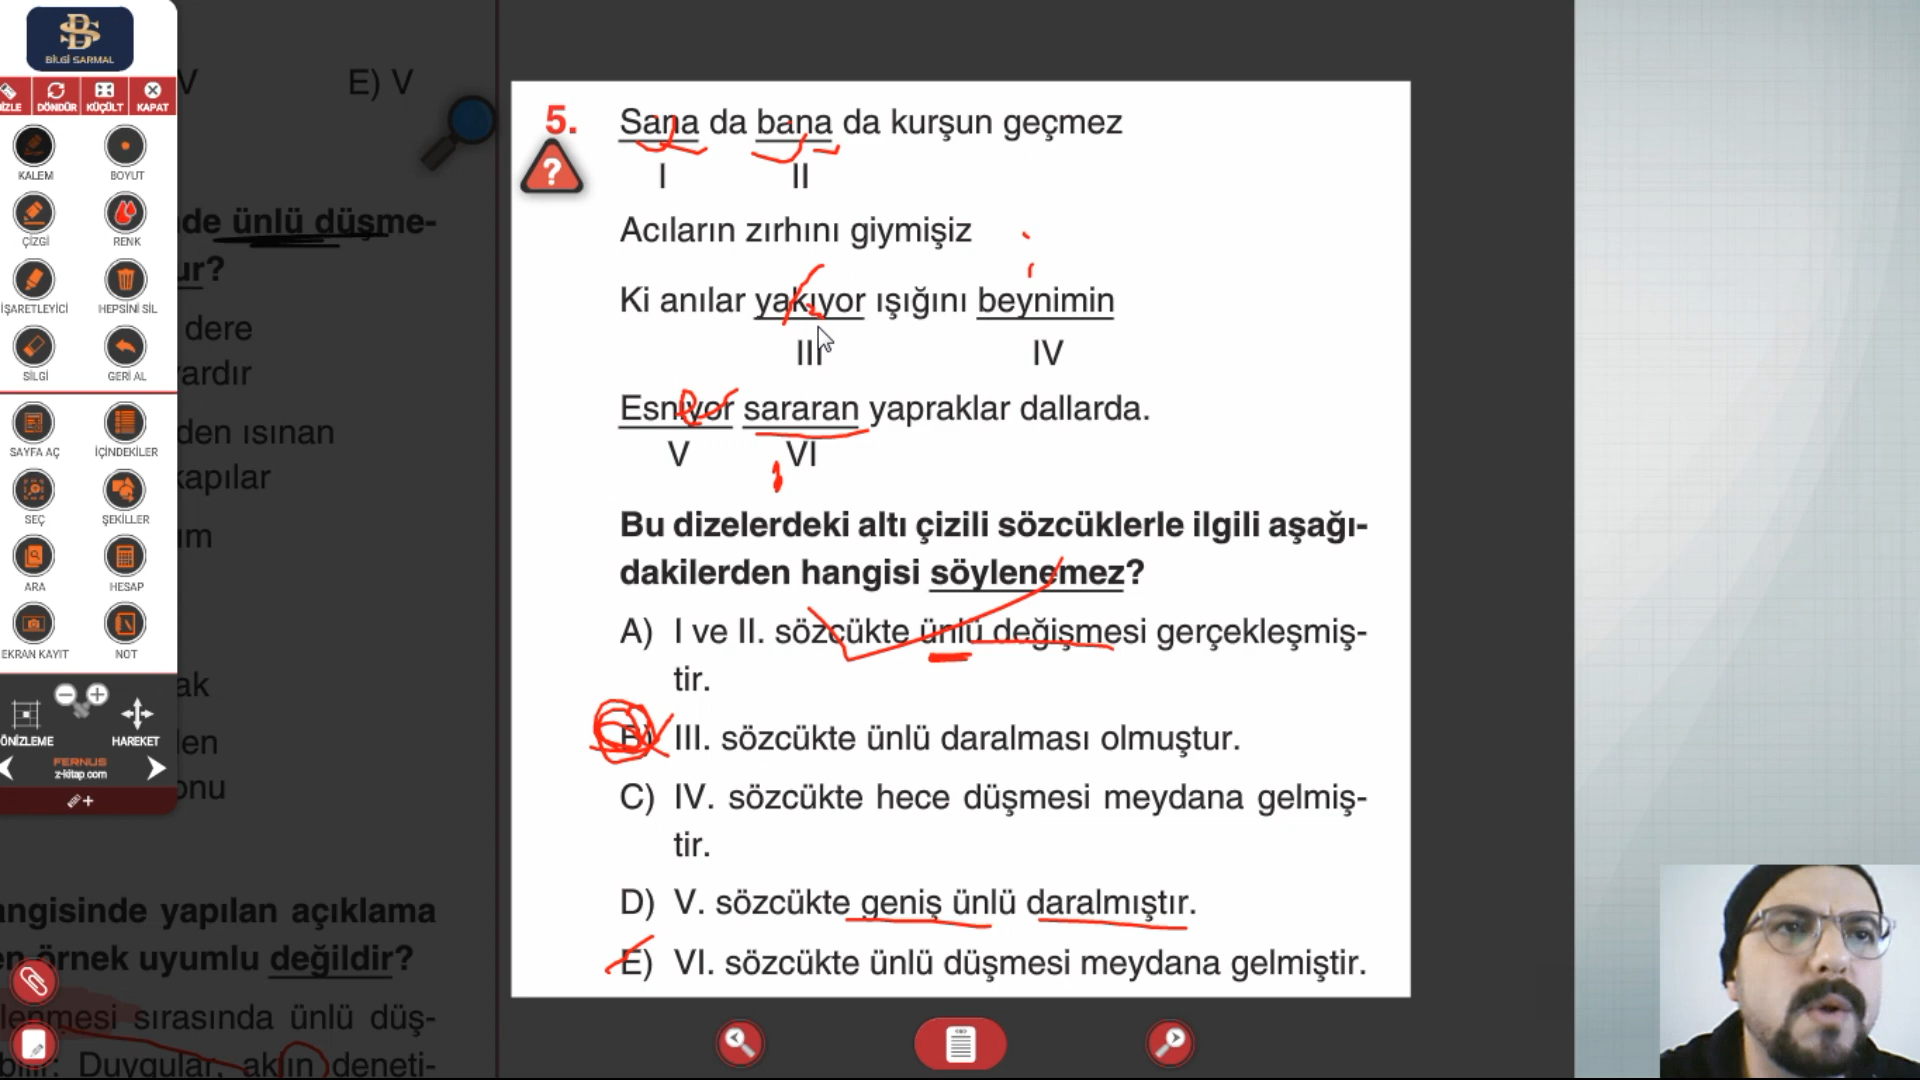 BİLGİ SARMAL
DÖNDÜR KÜÇÜLT KAPAT
KALEM BOYUT
ÇİZGİ RENK
İŞARETLEYİCİ HEPSİNİ SİL
SİLGİ GERİ AL
SAYFA AÇ İÇİNDEKİLER
SEÇ ŞEKİLLER
ARA HESAP
EKRAN KAYIT NOT
ÖNİZLEME HAREKET
FERNUS
z-kitap.com
V E) V
ünlü düşme-
ur?
dere
vardır
den ısınan
kapılar
ım
ak
len
onu
angisinde yapılan açıklama
en örnek uyumlu değildir?
lenmesi sırasında ünlü düş-
bilir: Duygular, akın deneti-
5. Sana da bana da kurşun geçmez
I II
Acıların zırhını giymişiz
Ki anılar yakıyor ışığını beynimin
III IV
Esniyor sararan yapraklar dallarda.
V VI
Bu dizelerdeki altı çizili sözcüklerle ilgili aşağı-
dakilerden hangisi söylenemez?
A) I ve II. sözcükte ünlü değişmesi gerçekleşmiş-
tir.
B) III. sözcükte ünlü daralması olmuştur.
C) IV. sözcükte hece düşmesi meydana gelmiş-
tir.
D) V. sözcükte geniş ünlü daralmıştır.
E) VI. sözcükte ünlü düşmesi meydana gelmiştir.